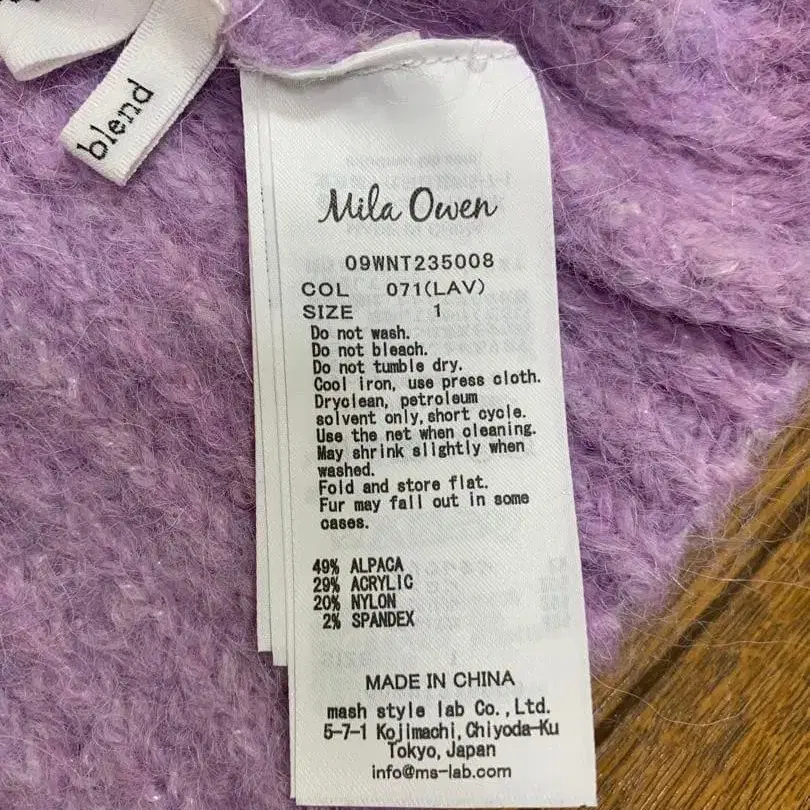 blend
Mila Owen
09WNT235008
COL 071(LAV)
SIZE 1
Do not wash.
Do not bleach.
Do not tumble dry.
Cool iron, use press cloth.
Dryclean, petroleum
solvent only, short cycle.
Use the net when cleaning.
May shrink slightly when
washed.
Fold and store flat.
Fur may fall out in some
cases.
49% ALPACA
29% ACRYLIC
20% NYLON
2% SPANDEX
MADE IN CHINA
mash style lab Co., Ltd.
5-7-1 Kojimachi, Chiyoda-Ku
Tokyo, Japan
info@ms-lab.com